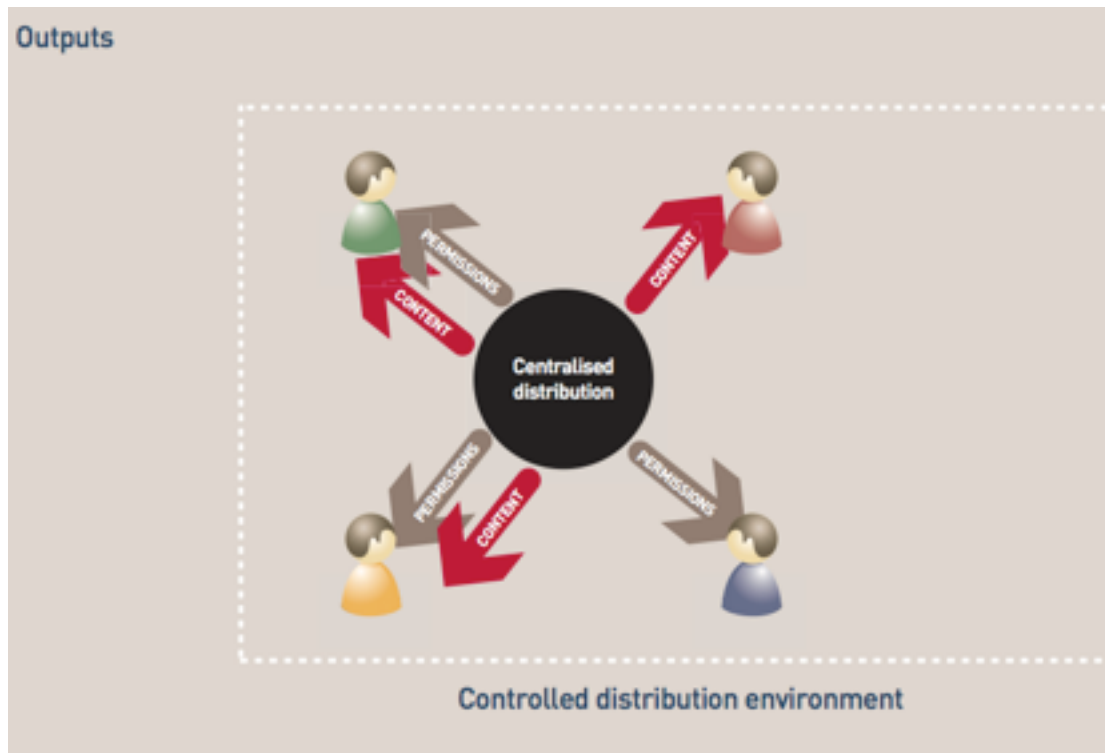 Outputs
PERMISSIONS
CONTENT
CONTENT
Centralised
distribution
PERMISSIONS
CONTENT
PERMISSIONS
Controlled distribution environment